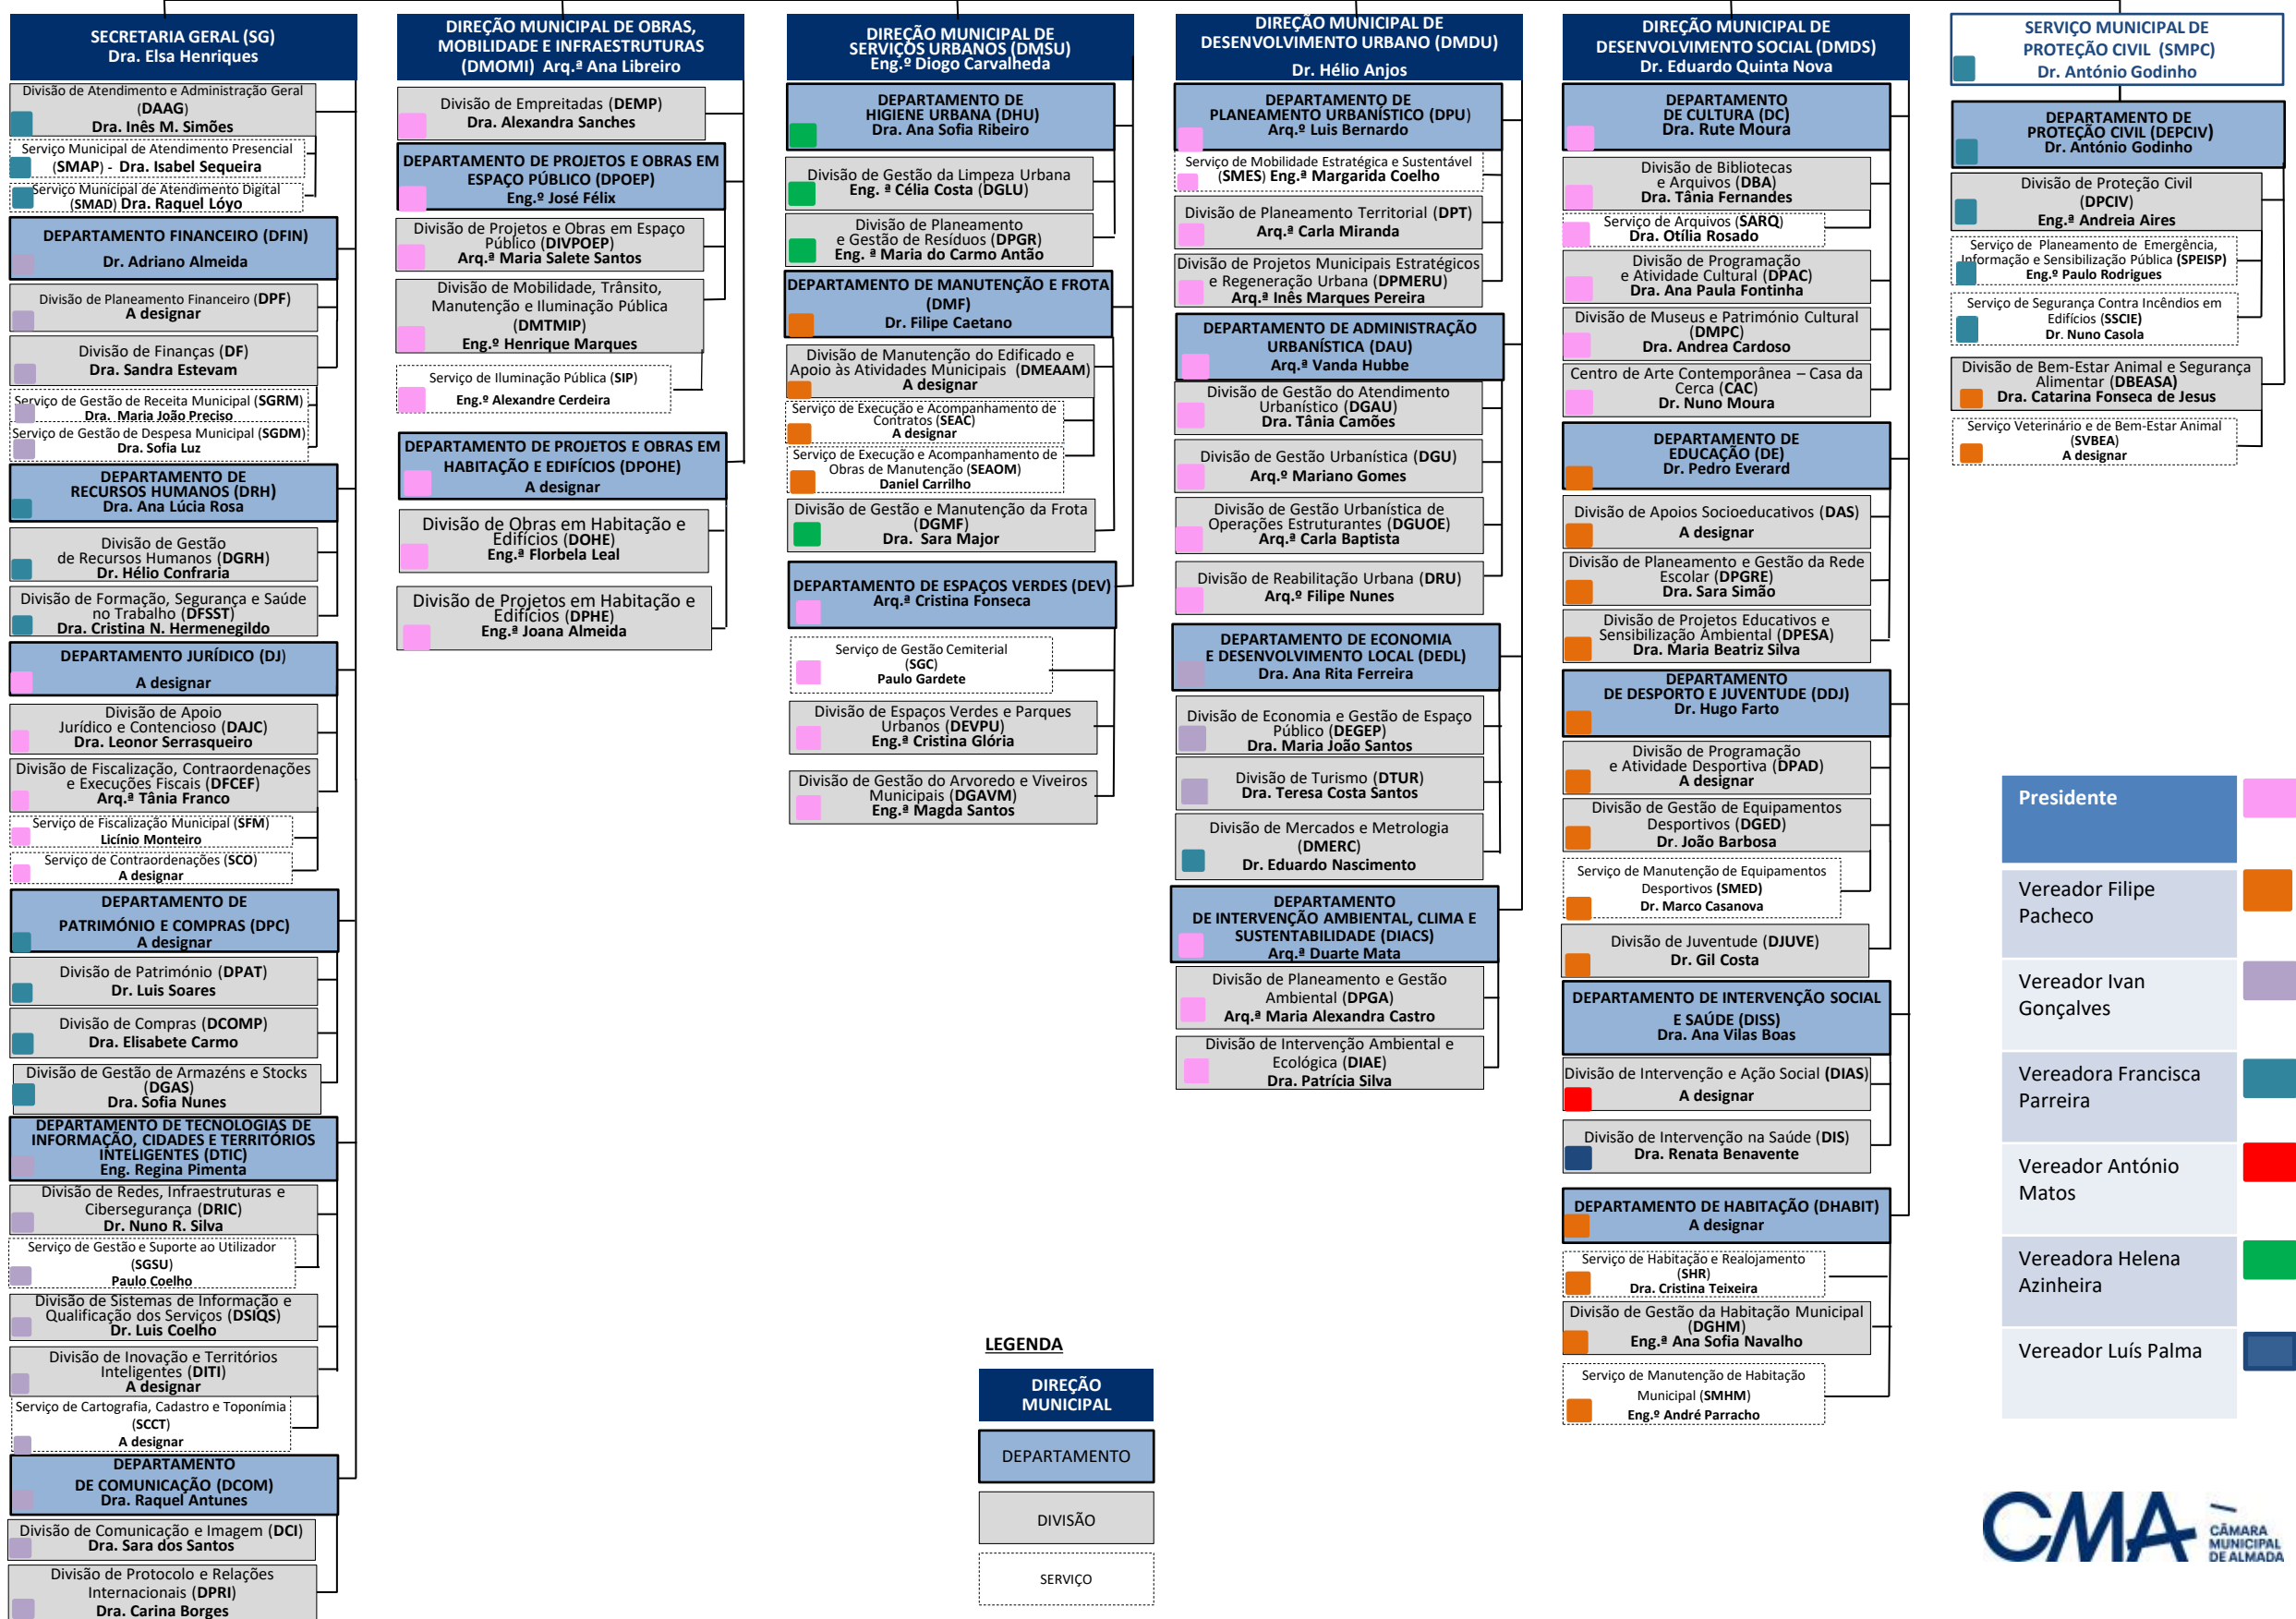 SECRETARIA GERAL (SG)
Dra. Elsa Henriques
Divisão de Atendimento e Administração Geral
(DAAG)
Dra. Inês M. Simões
Serviço Municipal de Atendimento Presencial
(SMAP) - Dra. Isabel Sequeira
Serviço Municipal de Atendimento Digital
(SMAD) Dra. Raquel Lóyo
DEPARTAMENTO FINANCEIRO (DFIN)
Dr. Adriano Almeida
Divisão de Planeamento Financeiro (DPF)
A designar
Divisão de Finanças (DF)
Dra. Sandra Estevam
Serviço de Gestão de Receita Municipal (SGRM)
Dra. Maria João Preciso
Serviço de Gestão de Despesa Municipal (SGDM)
Dra. Sofia Luz
DEPARTAMENTO DE
RECURSOS HUMANOS (DRH)
Dra. Ana Lúcia Rosa
Divisão de Gestão
de Recursos Humanos (DGRH)
Dr. Hélio Confraria
Divisão de Formação, Segurança e Saúde
no Trabalho (DFSST)
Dra. Cristina N. Hermenegildo
DEPARTAMENTO JURÍDICO (DJ)
A designar
Divisão de Apoio
Jurídico e Contencioso (DAJC)
Dra. Leonor Serrasqueiro
Divisão de Fiscalização, Contraordenações
e Execuções Fiscais (DFCEF)
Arq.ª Tânia Franco
Serviço de Fiscalização Municipal (SFM)
Licínio Monteiro
Serviço de Contraordenações (SCO)
A designar
DEPARTAMENTO DE
PATRIMÓNIO E COMPRAS (DPC)
A designar
Divisão de Património (DPAT)
Dr. Luis Soares
Divisão de Compras (DCOMP)
Dra. Elisabete Carmo
Divisão de Gestão de Armazéns e Stocks
(DGAS)
Dra. Sofia Nunes
DEPARTAMENTO DE TECNOLOGIAS DE
INFORMAÇÃO, CIDADES E TERRITÓRIOS
INTELIGENTES (DTIC)
Eng. Regina Pimenta
Divisão de Redes, Infraestruturas e
Cibersegurança (DRIC)
Dr. Nuno R. Silva
Serviço de Gestão e Suporte ao Utilizador
(SGSU)
Paulo Coelho
Divisão de Sistemas de Informação e
Qualificação dos Serviços (DSIQS)
Dr. Luis Coelho
Divisão de Inovação e Territórios
Inteligentes (DITI)
A designar
Serviço de Cartografia, Cadastro e Toponímia
(SCCT)
A designar
DEPARTAMENTO
DE COMUNICAÇÃO (DCOM)
Dra. Raquel Antunes
Divisão de Comunicação e Imagem (DCI)
Dra. Sara dos Santos
Divisão de Protocolo e Relações
Internacionais (DPRI)
Dra. Carina Borges
DIREÇÃO MUNICIPAL DE OBRAS,
MOBILIDADE E INFRAESTRUTURAS
(DMOMI) Arq.ª Ana Libreiro
Divisão de Empreitadas (DEMP)
Dra. Alexandra Sanches
DEPARTAMENTO DE PROJETOS E OBRAS EM
ESPAÇO PÚBLICO (DPOEP)
Eng.º José Félix
Divisão de Projetos e Obras em Espaço
Público (DIVPOEP)
Arq.ª Maria Salete Santos
Divisão de Mobilidade, Trânsito,
Manutenção e Iluminação Pública
(DMTMIP)
Eng.º Henrique Marques
Serviço de Iluminação Pública (SIP)
Eng.º Alexandre Cerdeira
DEPARTAMENTO DE PROJETOS E OBRAS EM
HABITAÇÃO E EDIFÍCIOS (DPOHE)
A designar
Divisão de Obras em Habitação e
Edifícios (DOHE)
Eng.ª Florbela Leal
Divisão de Projetos em Habitação e
Edifícios (DPHE)
Eng.ª Joana Almeida
DIREÇÃO MUNICIPAL DE
SERVIÇOS URBANOS (DMSU)
Eng.º Diogo Carvalheda
DEPARTAMENTO DE
HIGIENE URBANA (DHU)
Dra. Ana Sofia Ribeiro
Divisão de Gestão da Limpeza Urbana
Eng. ª Célia Costa (DGLU)
Divisão de Planeamento
e Gestão de Resíduos (DPGR)
Eng. ª Maria do Carmo Antão
DEPARTAMENTO DE MANUTENÇÃO E FROTA
(DMF)
Dr. Filipe Caetano
Divisão de Manutenção do Edificado e
Apoio às Atividades Municipais (DMEAAM)
A designar
Serviço de Execução e Acompanhamento de
Contratos (SEAC)
A designar
Serviço de Execução e Acompanhamento de
Obras de Manutenção (SEAOM)
Daniel Carrilho
Divisão de Gestão e Manutenção da Frota
(DGMF)
Dra. Sara Major
DEPARTAMENTO DE ESPAÇOS VERDES (DEV)
Arq.ª Cristina Fonseca
Serviço de Gestão Cemiterial
(SGC)
Paulo Gardete
Divisão de Espaços Verdes e Parques
Urbanos (DEVPU)
Eng.ª Cristina Glória
Divisão de Gestão do Arvoredo e Viveiros
Municipais (DGAVM)
Eng.ª Magda Santos
DIREÇÃO MUNICIPAL DE
DESENVOLVIMENTO URBANO (DMDU)
Dr. Hélio Anjos
DEPARTAMENTO DE
PLANEAMENTO URBANÍSTICO (DPU)
Arq.º Luis Bernardo
Serviço de Mobilidade Estratégica e Sustentável
(SMES) Eng.ª Margarida Coelho
Divisão de Planeamento Territorial (DPT)
Arq.ª Carla Miranda
Divisão de Projetos Municipais Estratégicos
e Regeneração Urbana (DPMERU)
Arq.ª Inês Marques Pereira
DEPARTAMENTO DE ADMINISTRAÇÃO
URBANÍSTICA (DAU)
Arq.ª Vanda Hubbe
Divisão de Gestão do Atendimento
Urbanístico (DGAU)
Dra. Tânia Camões
Divisão de Gestão Urbanística (DGU)
Arq.º Mariano Gomes
Divisão de Gestão Urbanística de
Operações Estruturantes (DGUOE)
Arq.ª Carla Baptista
Divisão de Reabilitação Urbana (DRU)
Arq.º Filipe Nunes
DEPARTAMENTO DE ECONOMIA
E DESENVOLVIMENTO LOCAL (DEDL)
Dra. Ana Rita Ferreira
Divisão de Economia e Gestão de Espaço
Público (DEGEP)
Dra. Maria João Santos
Divisão de Turismo (DTUR)
Dra. Teresa Costa Santos
Divisão de Mercados e Metrologia
(DMERC)
Dr. Eduardo Nascimento
DEPARTAMENTO
DE INTERVENÇÃO AMBIENTAL, CLIMA E
SUSTENTABILIDADE (DIACS)
Arq.ª Duarte Mata
Divisão de Planeamento e Gestão
Ambiental (DPGA)
Arq.ª Maria Alexandra Castro
Divisão de Intervenção Ambiental e
Ecológica (DIAE)
Dra. Patrícia Silva
DIREÇÃO MUNICIPAL DE
DESENVOLVIMENTO SOCIAL (DMDS)
Dr. Eduardo Quinta Nova
DEPARTAMENTO
DE CULTURA (DC)
Dra. Rute Moura
Divisão de Bibliotecas
e Arquivos (DBA)
Dra. Tânia Fernandes
Serviço de Arquivos (SARQ)
Dra. Otília Rosado
Divisão de Programação
e Atividade Cultural (DPAC)
Dra. Ana Paula Fontinha
Divisão de Museus e Património Cultural
(DMPC)
Dra. Andrea Cardoso
Centro de Arte Contemporânea – Casa da
Cerca (CAC)
Dr. Nuno Moura
DEPARTAMENTO DE
EDUCAÇÃO (DE)
Dr. Pedro Everard
Divisão de Apoios Socioeducativos (DAS)
A designar
Divisão de Planeamento e Gestão da Rede
Escolar (DPGRE)
Dra. Sara Simão
Divisão de Projetos Educativos e
Sensibilização Ambiental (DPESA)
Dra. Maria Beatriz Silva
DEPARTAMENTO
DE DESPORTO E JUVENTUDE (DDJ)
Dr. Hugo Farto
Divisão de Programação
e Atividade Desportiva (DPAD)
A designar
Divisão de Gestão de Equipamentos
Desportivos (DGED)
Dr. João Barbosa
Serviço de Manutenção de Equipamentos
Desportivos (SMED)
Dr. Marco Casanova
Divisão de Juventude (DJUVE)
Dr. Gil Costa
DEPARTAMENTO DE INTERVENÇÃO SOCIAL
E SAÚDE (DISS)
Dra. Ana Vilas Boas
Divisão de Intervenção e Ação Social (DIAS)
A designar
Divisão de Intervenção na Saúde (DIS)
Dra. Renata Benavente
DEPARTAMENTO DE HABITAÇÃO (DHABIT)
A designar
Serviço de Habitação e Realojamento
(SHR)
Dra. Cristina Teixeira
Divisão de Gestão da Habitação Municipal
(DGHM)
Eng.ª Ana Sofia Navalho
Serviço de Manutenção de Habitação
Municipal (SMHM)
Eng.º André Parracho
SERVIÇO MUNICIPAL DE
PROTEÇÃO CIVIL (SMPC)
Dr. António Godinho
DEPARTAMENTO DE
PROTEÇÃO CIVIL (DEPCIV)
Dr. António Godinho
Divisão de Proteção Civil
(DPCIV)
Eng.ª Andreia Aires
Serviço de Planeamento de Emergência,
Informação e Sensibilização Pública (SPEISP)
Eng.º Paulo Rodrigues
Serviço de Segurança Contra Incêndios em
Edifícios (SSCIE)
Dr. Nuno Casola
Divisão de Bem-Estar Animal e Segurança
Alimentar (DBEASA)
Dra. Catarina Fonseca de Jesus
Serviço Veterinário e de Bem-Estar Animal
(SVBEA)
A designar
Presidente
Vereador Filipe
Pacheco
Vereador Ivan
Gonçalves
Vereadora Francisca
Parreira
Vereador António
Matos
Vereadora Helena
Azinheira
Vereador Luís Palma
LEGENDA
DIREÇÃO
MUNICIPAL
DEPARTAMENTO
DIVISÃO
SERVIÇO
CMA
CÂMARA
MUNICIPAL
DE ALMADA